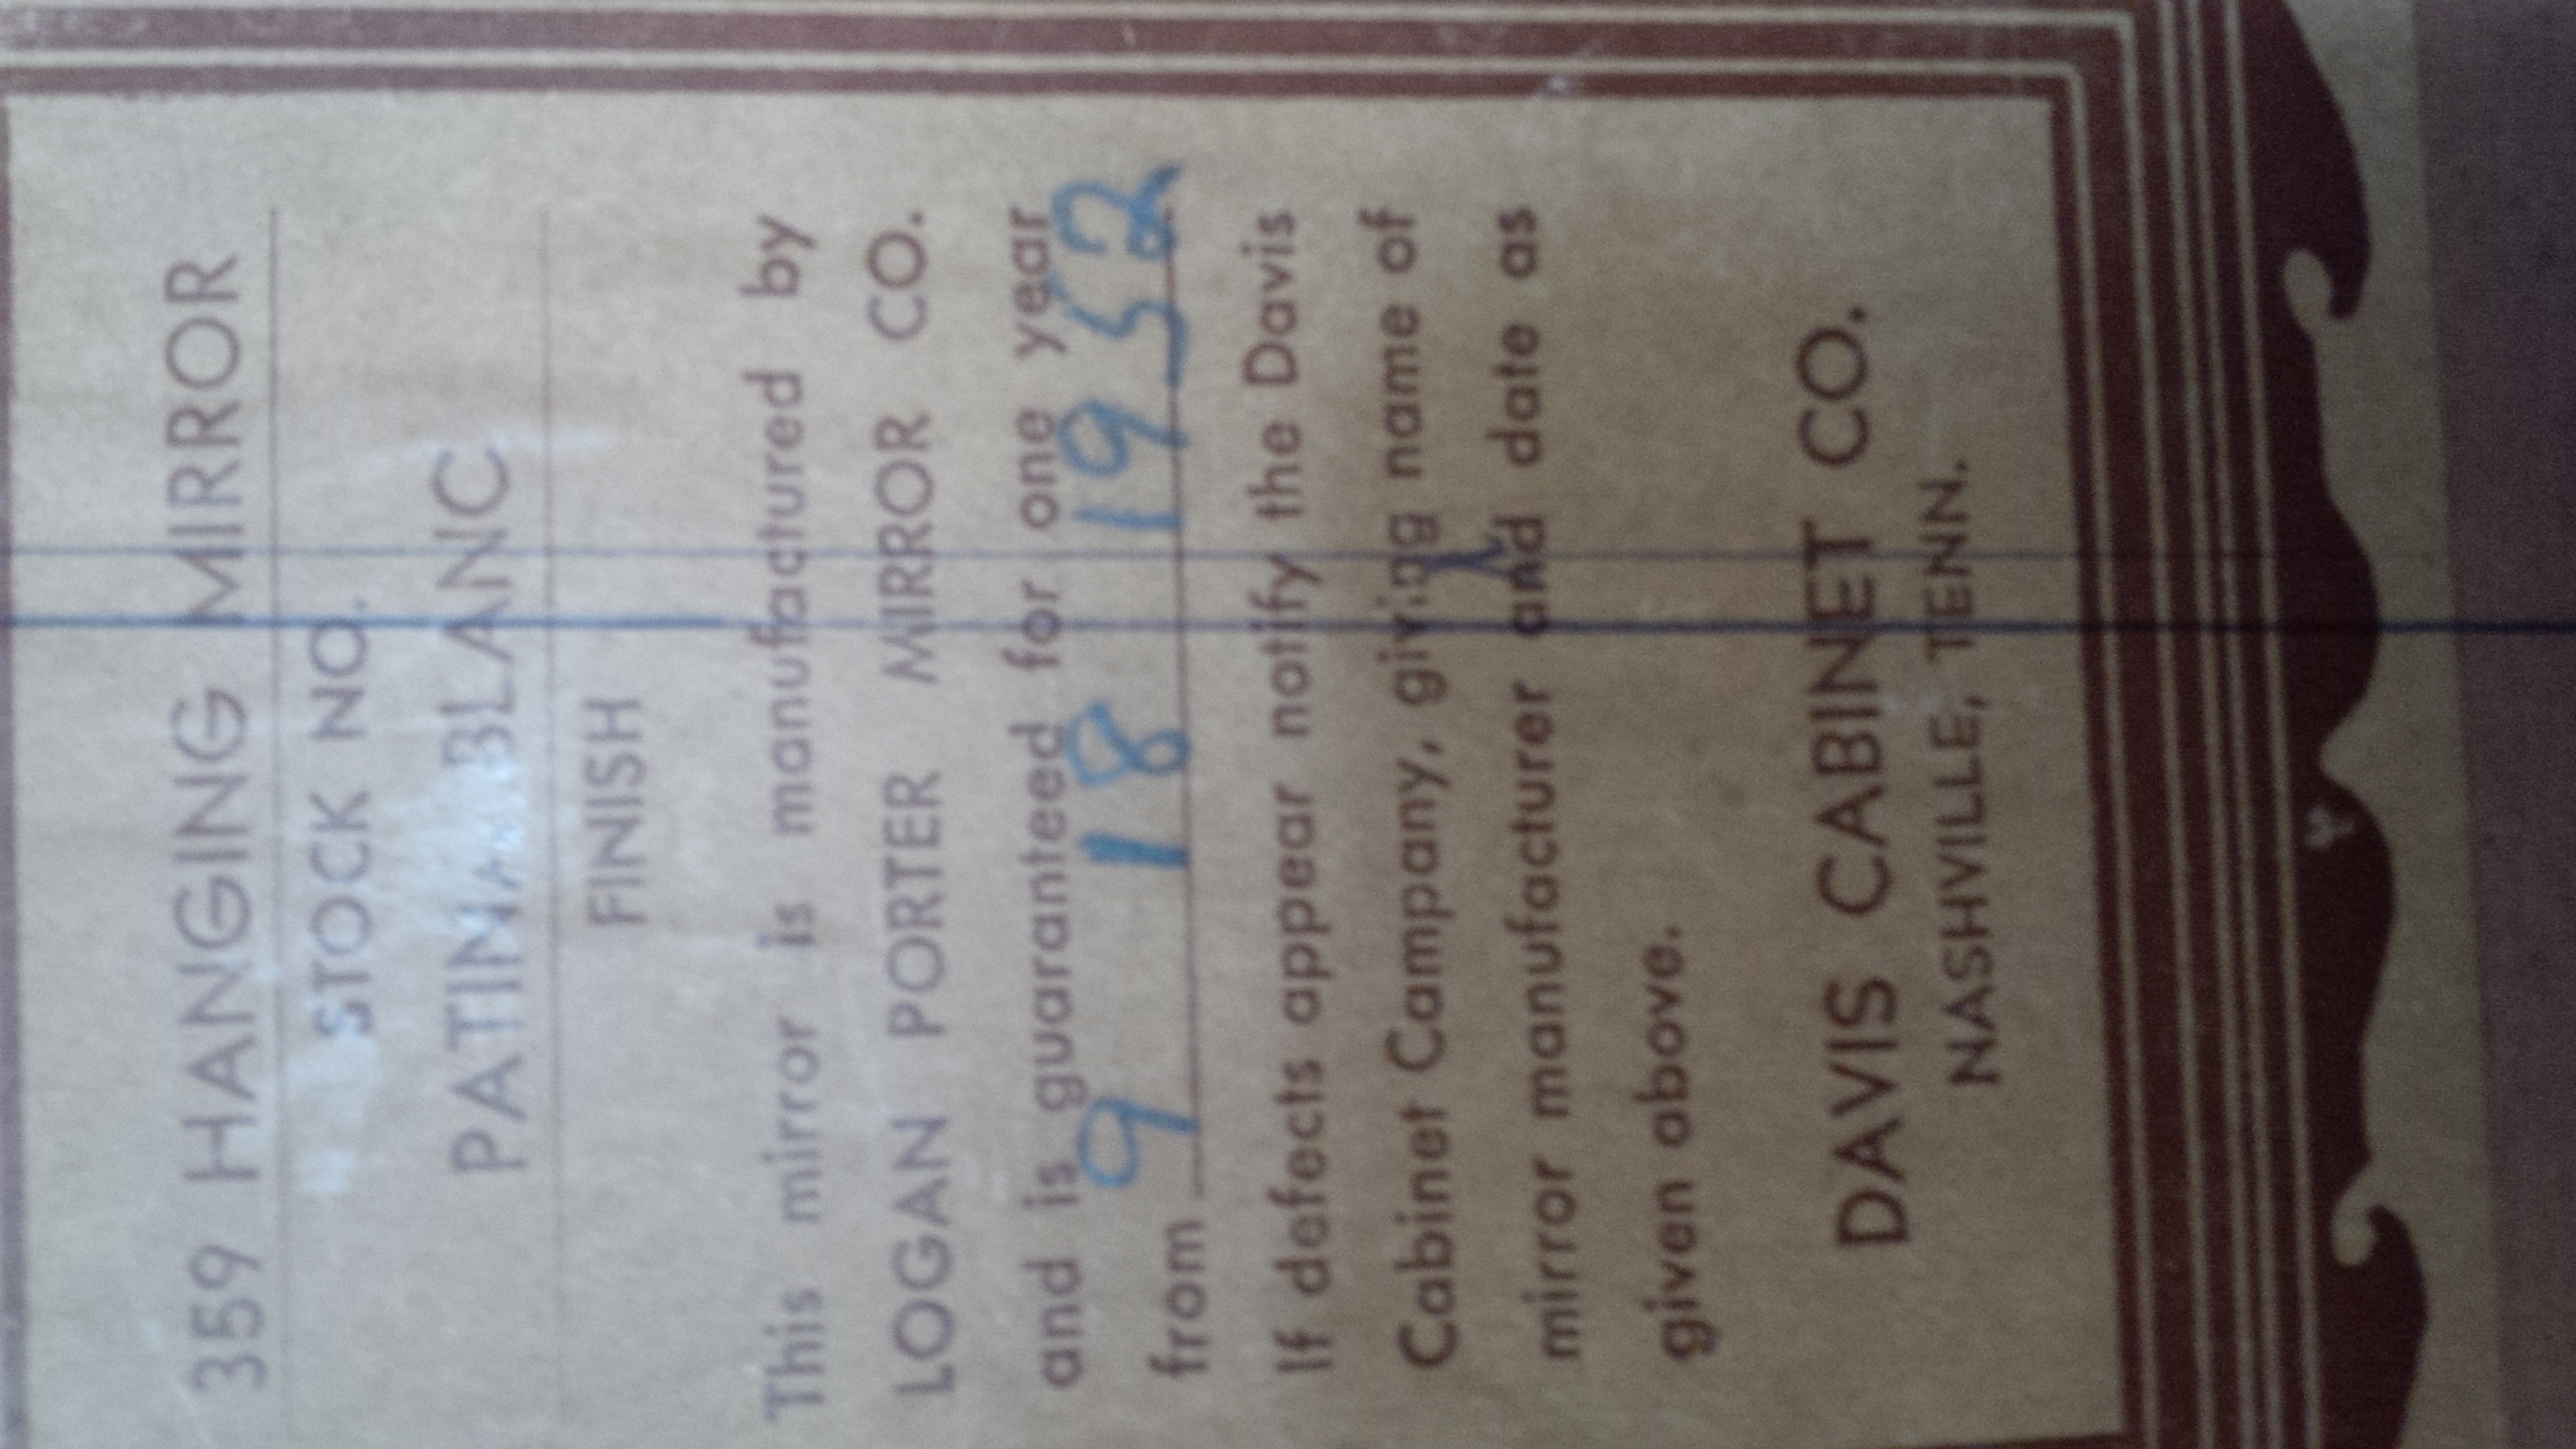 359 HANGING MIRROR
STOCK NO.
PATINA BLANC
FINISH
This mirror is manufactured by
LOGAN PORTER MIRROR CO.
and is guaranteed for one year
from 9 18 1952
If defects appear notify the Davis
Cabinet Campany, giving name of
mirror manufacturer and date as
given above.
DAVIS CABINET CO.
NASHVILLE, TENN.